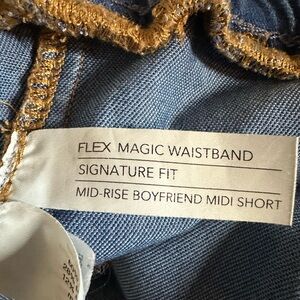 FLEX MAGIC WAISTBAND
SIGNATURE FIT
MID-RISE BOYFRIEND MIDI SHORT